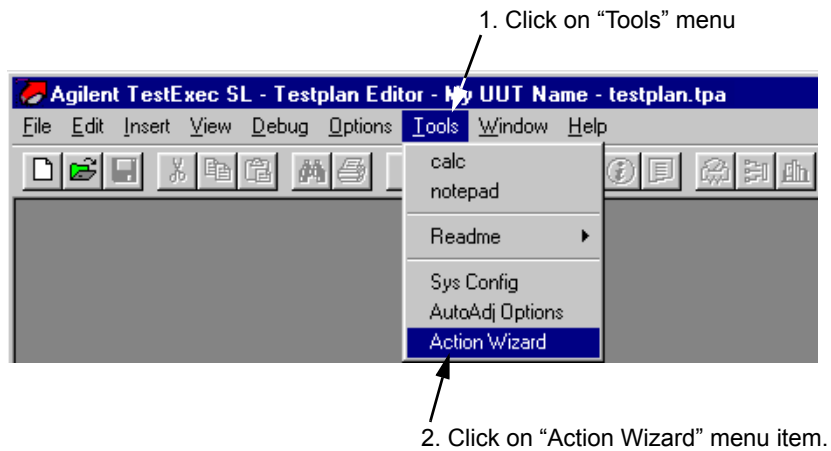 1. Click on “Tools” menu
Agilent TestExec SL - Testplan Editor - My UUT Name - testplan.tpa
File Edit Insert View Debug Options Tools Window Help
calc
notepad
Readme
Sys Config
AutoAdj Options
Action Wizard
2. Click on “Action Wizard” menu item.